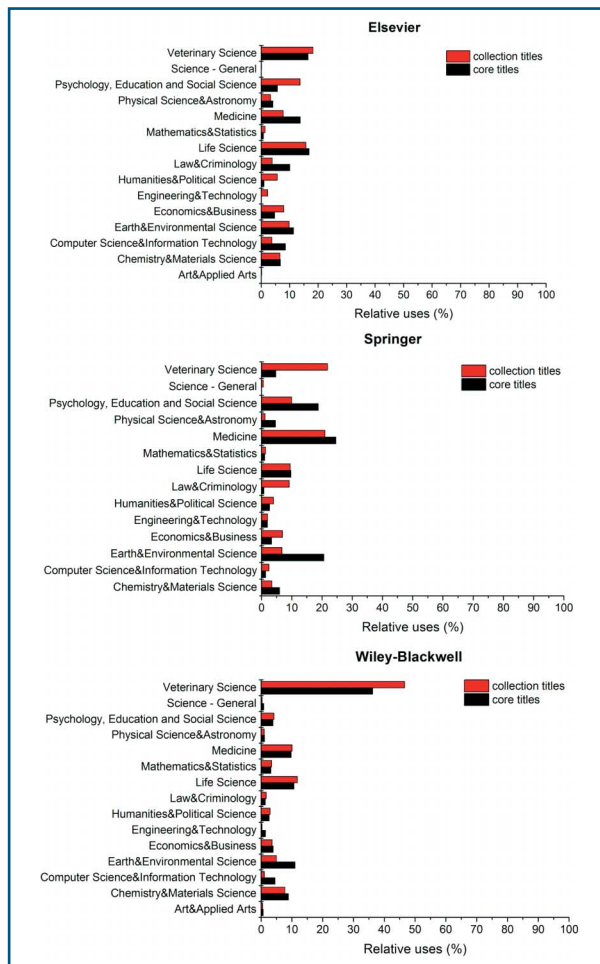 Elsevier
collection titles
core titles
Veterinary Science
Science - General
Psychology, Education and Social Science
Physical Science&Astronomy
Medicine
Mathematics&Statistics
Life Science
Law&Criminology
Humanities&Political Science
Engineering&Technology
Economics&Business
Earth&Environmental Science
Computer Science&Information Technology
Chemistry&Materials Science
Art&Applied Arts
0 10 20 30 40 50 60 70 80 90 100
Relative uses (%)
Springer
collection titles
core titles
Veterinary Science
Science - General
Psychology, Education and Social Science
Physical Science&Astronomy
Medicine
Mathematics&Statistics
Life Science
Law&Criminology
Humanities&Political Science
Engineering&Technology
Economics&Business
Earth&Environmental Science
Computer Science&Information Technology
Chemistry&Materials Science
0 10 20 30 40 50 60 70 80 90 100
Relative uses (%)
Wiley-Blackwell
collection titles
core titles
Veterinary Science
Science - General
Psychology, Education and Social Science
Physical Science&Astronomy
Medicine
Mathematics&Statistics
Life Science
Law&Criminology
Humanities&Political Science
Engineering&Technology
Economics&Business
Earth&Environmental Science
Computer Science&Information Technology
Chemistry&Materials Science
Art&Applied Arts
0 10 20 30 40 50 60 70 80 90 100
Relative uses (%)